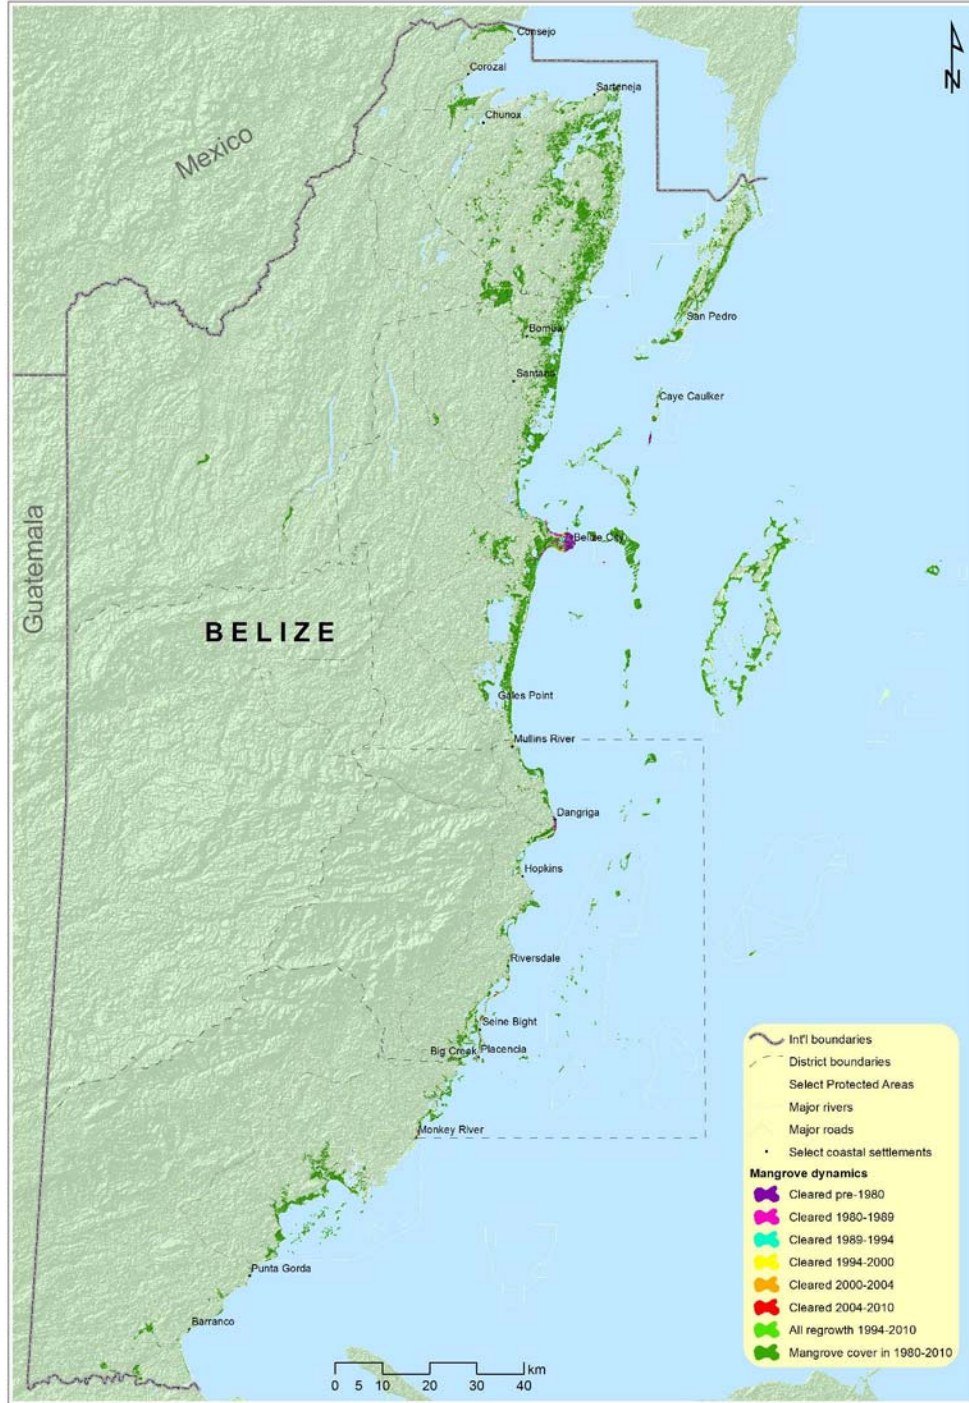 Consejo
N
Corozal
Sarteneja
Chunox
Mexico
San Pedro
Bomba
Santana
Caye Caulker
Guatemala
Belize City
BELIZE
Gales Point
Mullins River
Dangriga
Hopkins
Riversdale
Seine Bight
Big Creek
Placencia
Monkey River
Punta Gorda
Barranco
km
0 5 10 20 30 40
Int'l boundaries
District boundaries
Select Protected Areas
Major rivers
Major roads
Select coastal settlements
Mangrove dynamics
Cleared pre-1980
Cleared 1980-1989
Cleared 1989-1994
Cleared 1994-2000
Cleared 2000-2004
Cleared 2004-2010
All regrowth 1994-2010
Mangrove cover in 1980-2010